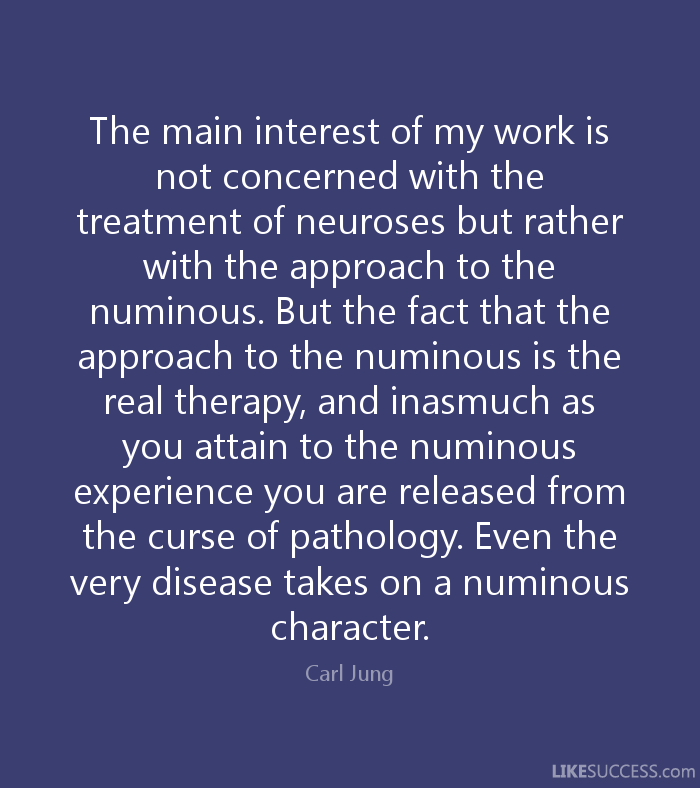 The main interest of my work is
not concerned with the
treatment of neuroses but rather
with the approach to the
numinous. But the fact that the
approach to the numinous is the
real therapy, and inasmuch as
you attain to the numinous
experience you are released from
the curse of pathology. Even the
very disease takes on a numinous
character.
Carl Jung
LIKESUCCESS.com